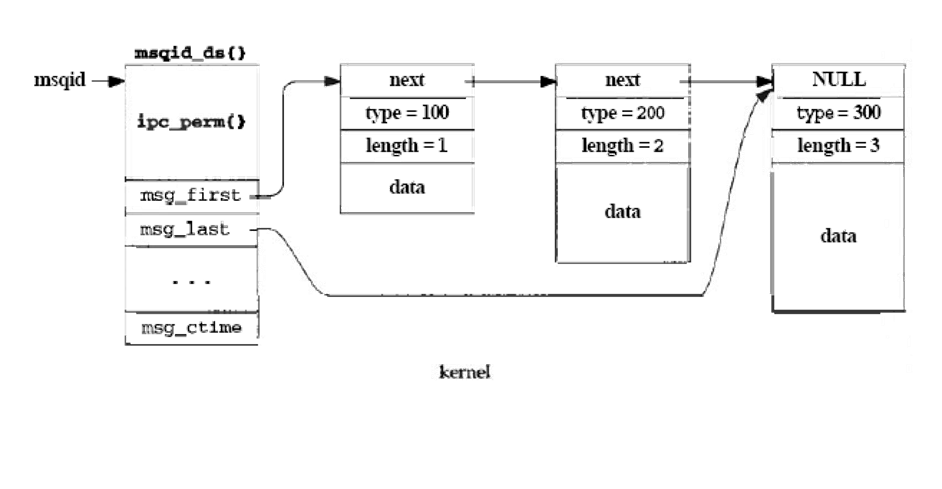 msqid_ds{}
msqid
ipc_perm{}
msg_first
msg_last
...
msg_ctime
next
type = 100
length = 1
data
next
type = 200
length = 2
data
NULL
type = 300
length = 3
data
kernel